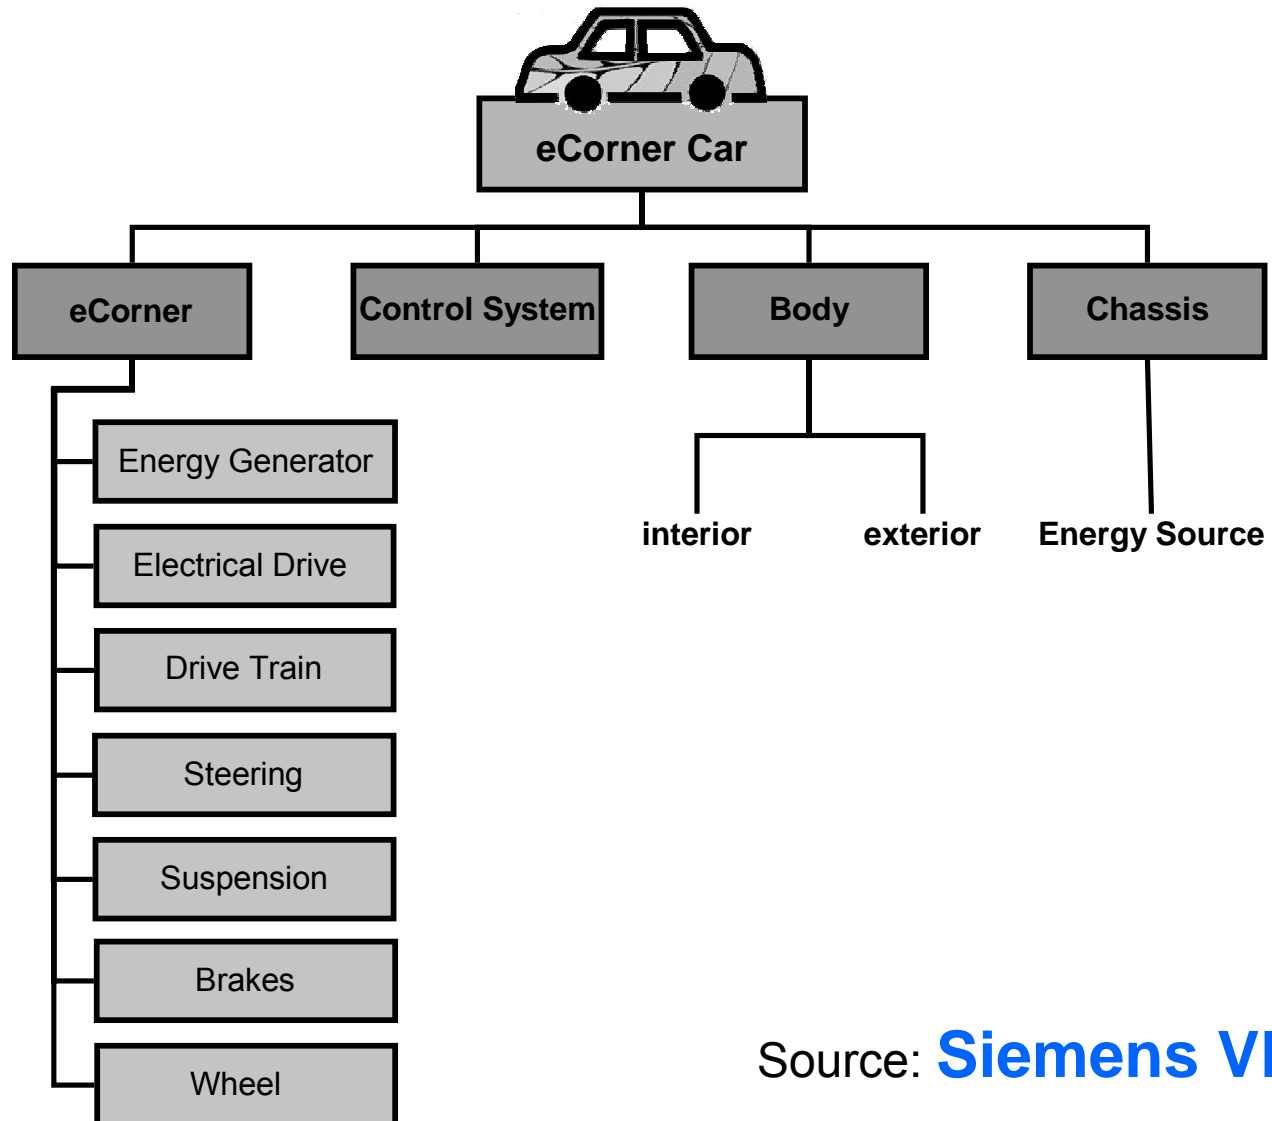 eCorner Car
eCorner
Control System
Body
Chassis
Energy Generator
Electrical Drive
Drive Train
Steering
Suspension
Brakes
Wheel
interior
exterior
Energy Source
Source: Siemens